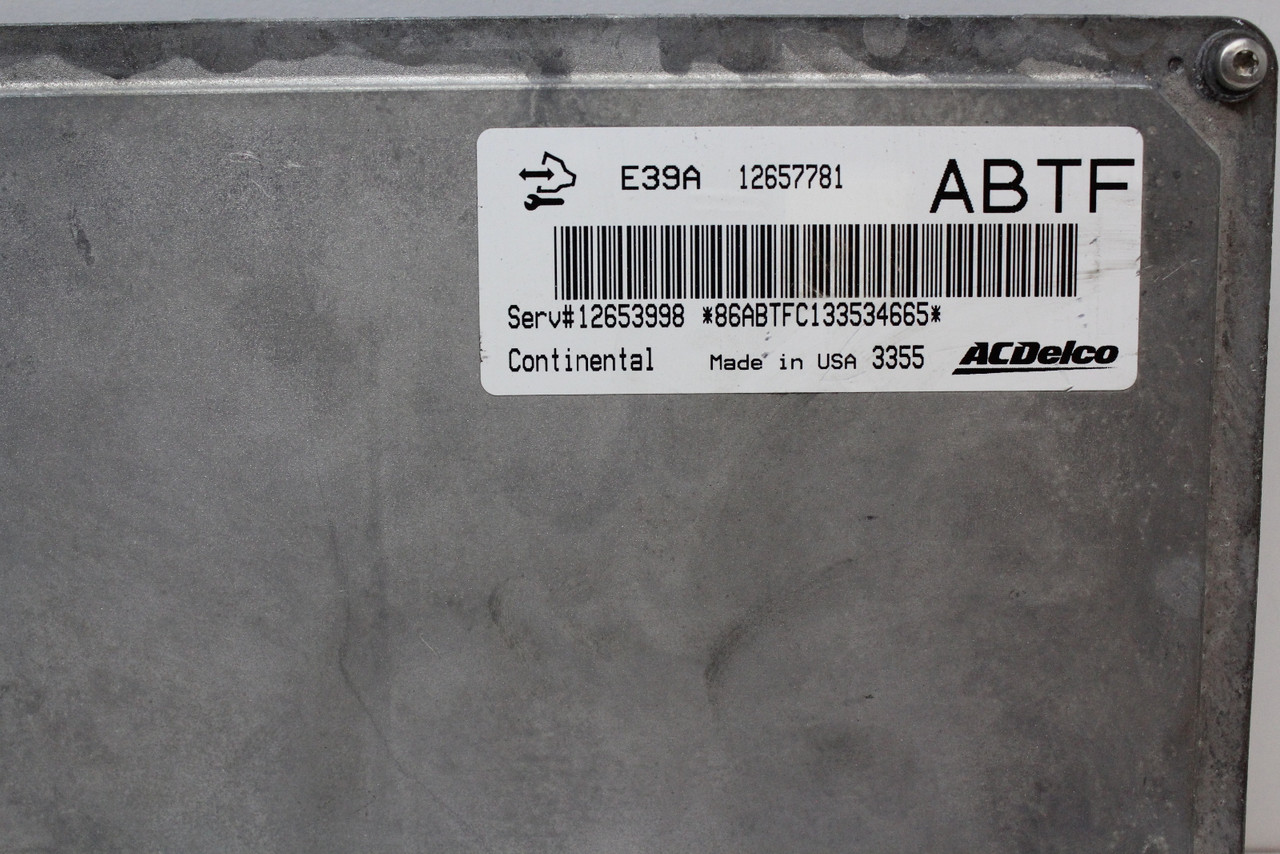 E39A 12657781 ABTF
Serv#12653998 *86ABTFC133534665*
Continental Made in USA 3355 ACDelco